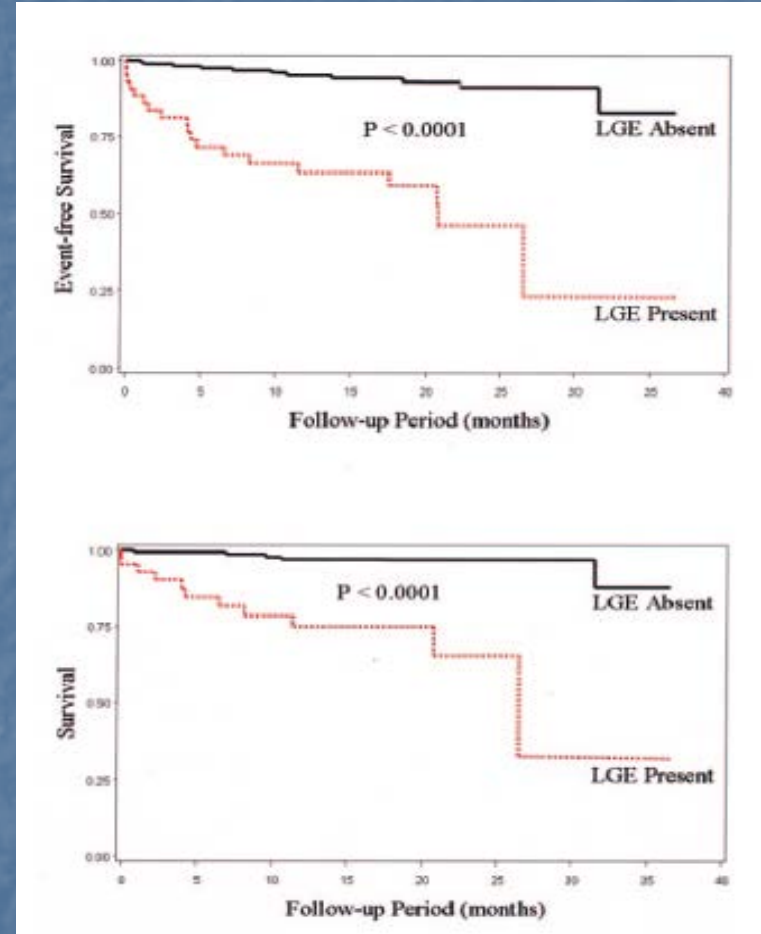 1.00
P < 0.0001
LGE Absent
0.75
Event-free Survival
0.50
0.25
LGE Present
0.00
0 5 10 15 20 25 30 35 40
Follow-up Period (months)
1.00
P < 0.0001
LGE Absent
0.75
Survival
0.50
0.25
LGE Present
0.00
0 5 10 15 20 25 30 35 40
Follow-up Period (months)